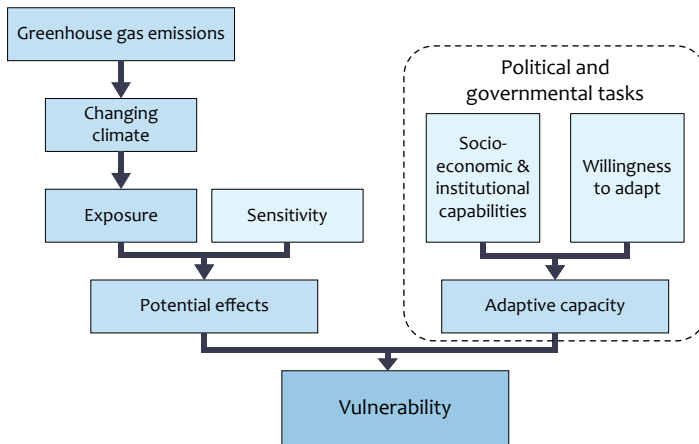 Greenhouse gas emissions
Political and
governmental tasks
Changing
climate
Socio-
economic &
institutional
capabilities
Willingness
to adapt
Exposure
Sensitivity
Potential effects
Adaptive capacity
Vulnerability